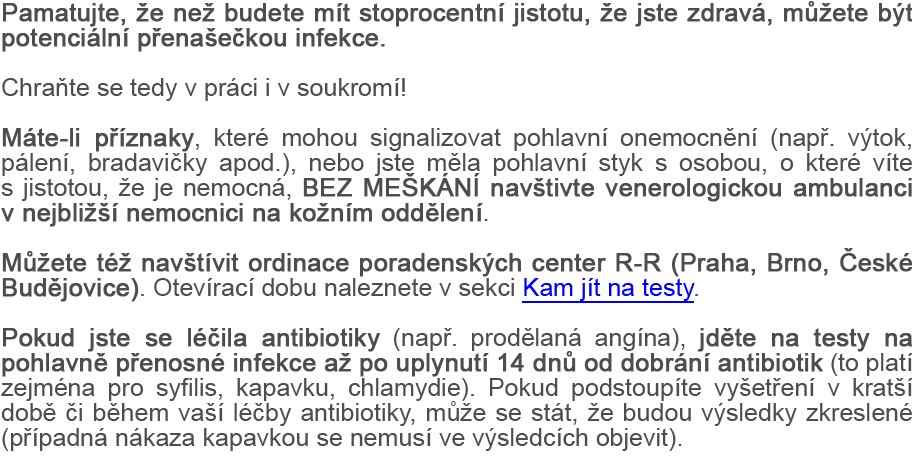 Pamatujte, že než budete mít stoprocentní jistotu, že jste zdravá, můžete být
potenciální přenašečkou infekce.
Chraňte se tedy v práci i v soukromí!
Máte-li příznaky, které mohou signalizovat pohlavní onemocnění (např. výtok,
pálení, bradavičky apod.), nebo jste měla pohlavní styk s osobou, o které víte
s jistotou, že je nemocná, BEZ MEŠKÁNÍ navštivte venerologickou ambulanci
v nejbližší nemocnici na kožním oddělení.
Můžete též navštívit ordinace poradenských center R-R (Praha, Brno, České
Budějovice). Otevírací dobu naleznete v sekci Kam jít na testy.
Pokud jste se léčila antibiotiky (např. prodělaná angína), jděte na testy na
pohlavně přenosné infekce až po uplynutí 14 dnů od dobrání antibiotik (to platí
zejména pro syfilis, kapavku, chlamydie). Pokud podstoupíte vyšetření v kratší
době či během vaší léčby antibiotiky, může se stát, že budou výsledky zkreslené
(případná nákaza kapavkou se nemusí ve výsledcích objevit).